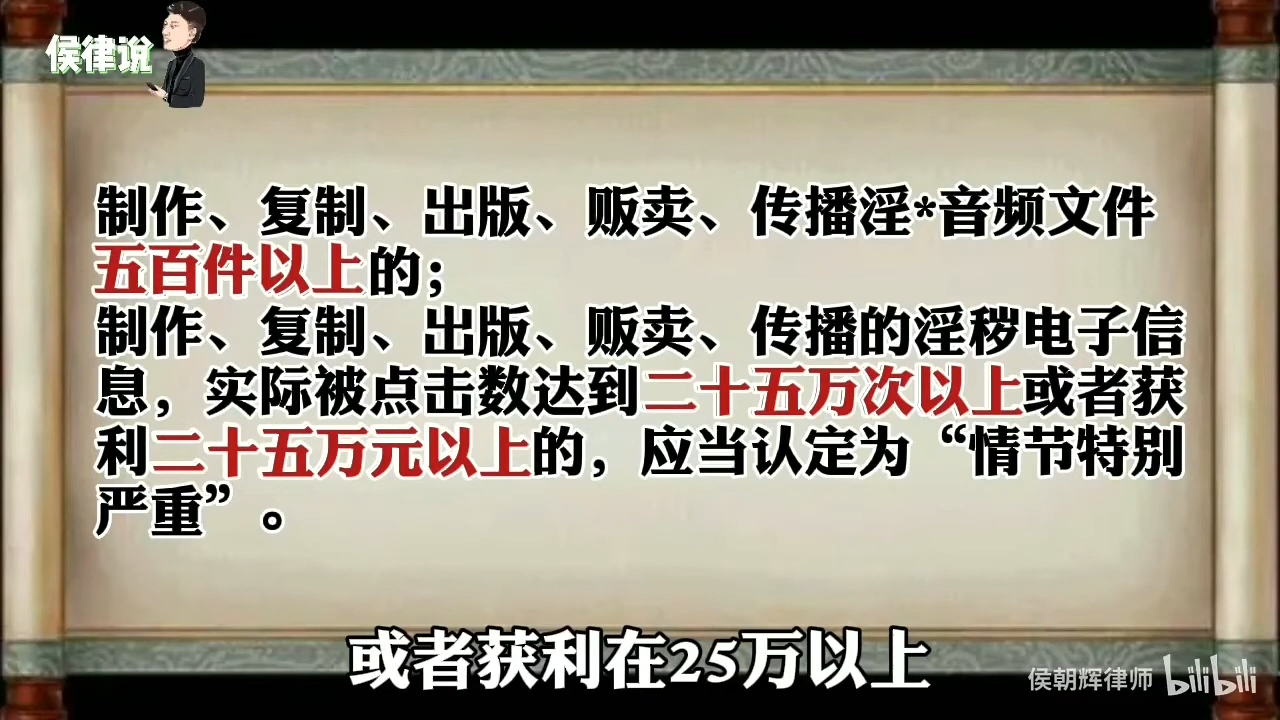 侯律说
制作、复制、出版、贩卖、传播淫*音频文件
五百件以上的；
制作、复制、出版、贩卖、传播的淫秽电子信
息，实际被点击数达到二十五万次以上或者获
利二十五万元以上的，应当认定为“情节特别
严重”。
或者获利在25万以上
侯朝辉律师 bilibili